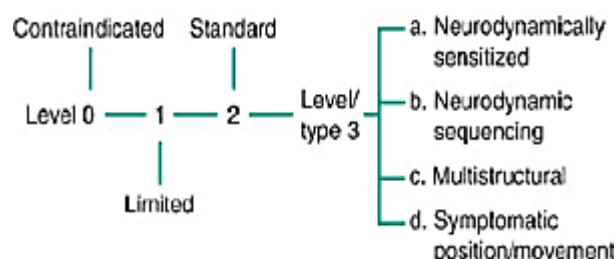 Contraindicated Standard
a. Neurodynamically
sensitized
Level 0 1 2 Level/
type 3
b. Neurodynamic
sequencing
Limited
c. Multistructural
d. Symptomatic
position/movement